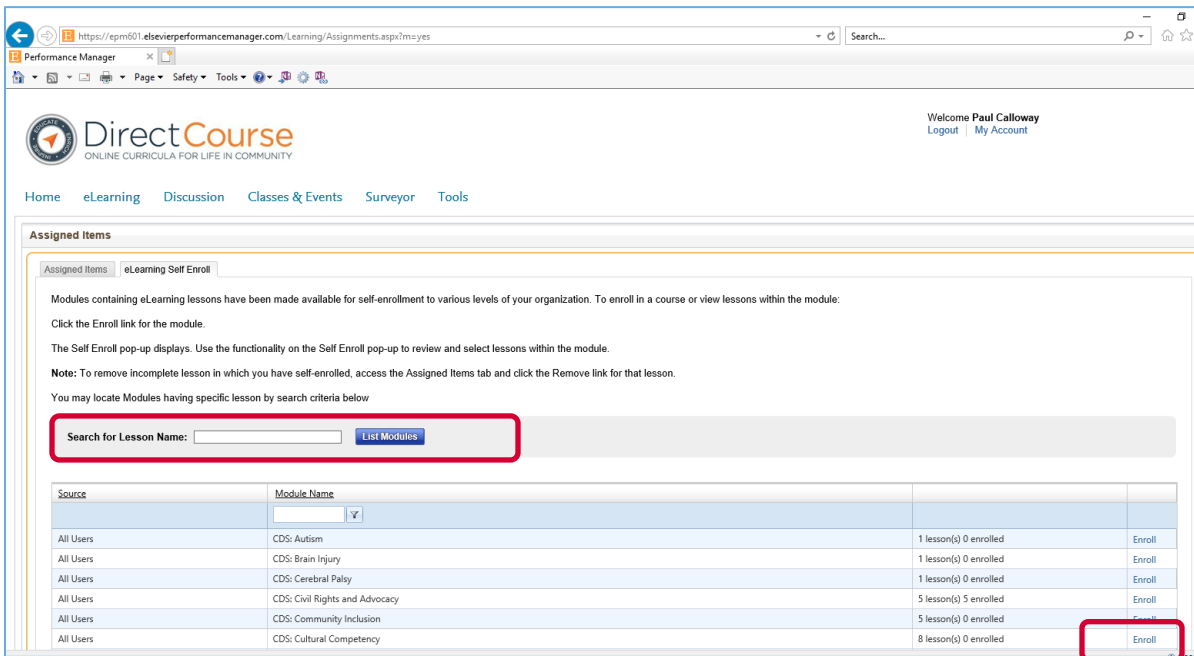 https://epm601.elsevierperformancemanager.com/Learning/Assignments.aspx?m=yes
Search...
Performance Manager
Page Safety Tools
EDUCATE ENRICH INSPIRE
DirectCourse
ONLINE CURRICULA FOR LIFE IN COMMUNITY
Welcome Paul Calloway
Logout | My Account
Home eLearning Discussion Classes & Events Surveyor Tools
Assigned Items
Assigned Items eLearning Self Enroll
Modules containing eLearning lessons have been made available for self-enrollment to various levels of your organization. To enroll in a course or view lessons within the module:
Click the Enroll link for the module.
The Self Enroll pop-up displays. Use the functionality on the Self Enroll pop-up to review and select lessons within the module.
Note: To remove incomplete lesson in which you have self-enrolled, access the Assigned Items tab and click the Remove link for that lesson.
You may locate Modules having specific lesson by search criteria below
Search for Lesson Name: List Modules
Source Module Name
All Users CDS: Autism 1 lesson(s) 0 enrolled Enroll
All Users CDS: Brain Injury 1 lesson(s) 0 enrolled Enroll
All Users CDS: Cerebral Palsy 1 lesson(s) 0 enrolled Enroll
All Users CDS: Civil Rights and Advocacy 5 lesson(s) 5 enrolled Enroll
All Users CDS: Community Inclusion 5 lesson(s) 0 enrolled Enroll
All Users CDS: Cultural Competency 8 lesson(s) 0 enrolled Enroll